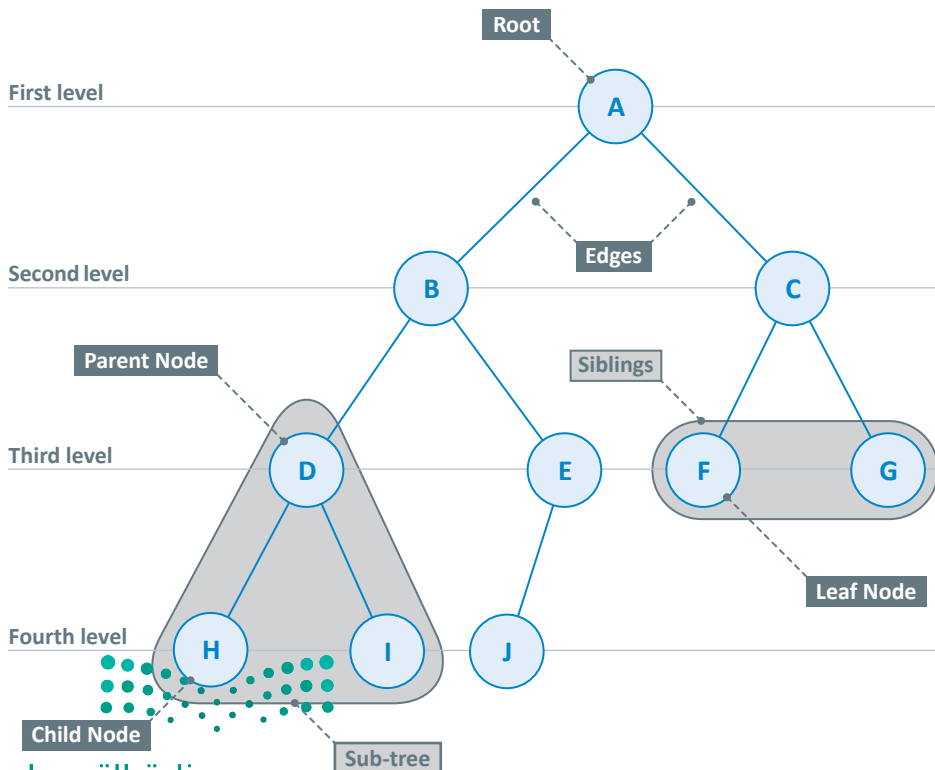 Root
First level
A
Edges
Second level
B
C
Parent Node
Siblings
Third level
D
E
F
G
Leaf Node
Fourth level
H
I
J
Child Node
Sub-tree